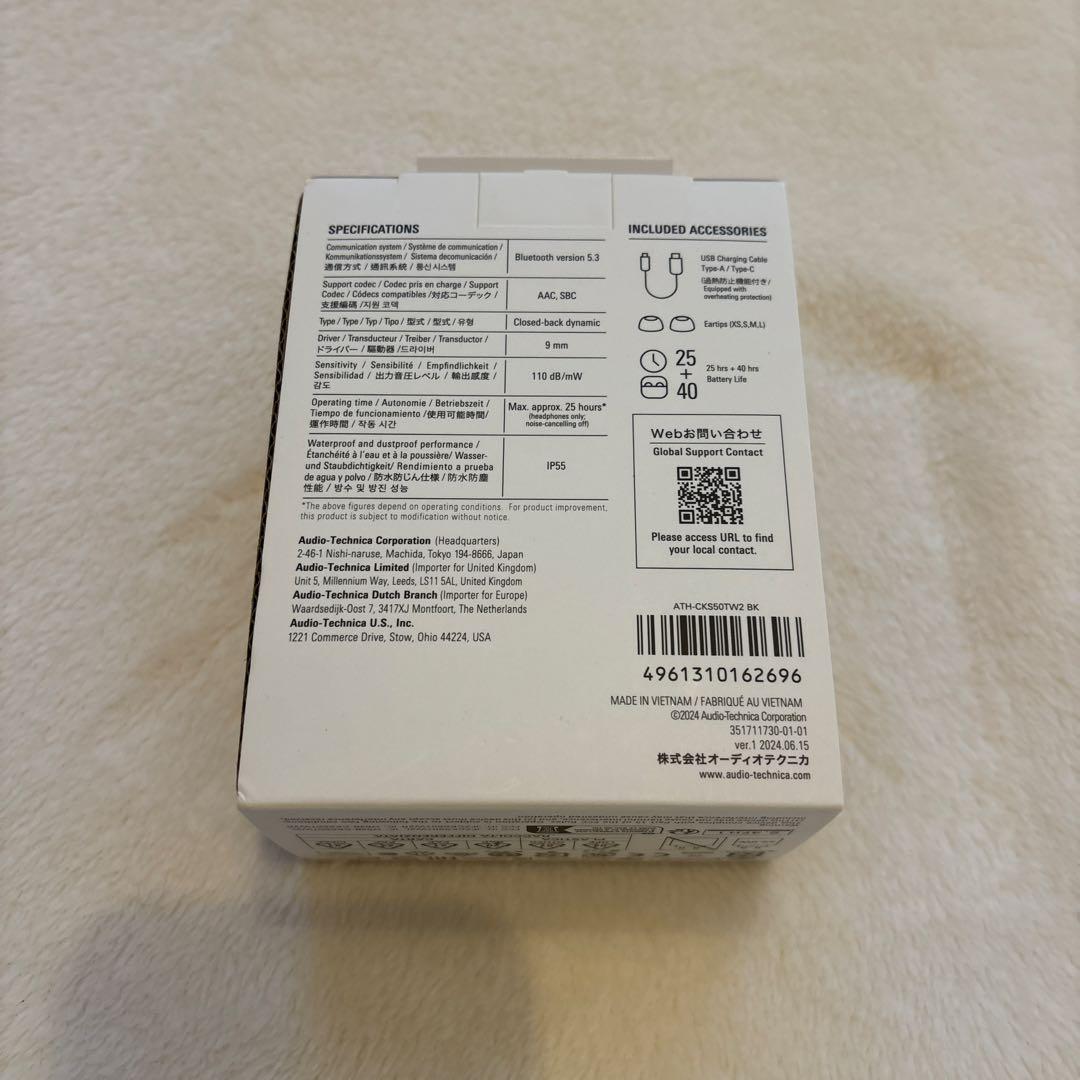 SPECIFICATIONS
Communication system / Système de communication /
Kommunikationssystem / Sistema decomunicación /
通信方式 / 通訊系統 / 통신 시스템
Bluetooth version 5.3
Support codec / Codec pris en charge / Support
Codec / Códecs compatibles /対応コーデック /
支援編碼 /지원 코덱
AAC, SBC
Type / Type / Typ / Tipo / 型式 / 型式 / 유형
Closed-back dynamic
Driver / Transducteur / Treiber / Transductor /
ドライバー / 驅動器 /드라이버
9 mm
Sensitivity / Sensibilité / Empfindlichkeit /
Sensibilidad / 出力音圧レベル / 輸出感度 /
감도
110 dB/mW
Operating time / Autonomie / Betriebszeit /
Tiempo de funcionamiento /使用可能時間/
運作時間 / 작동 시간
Max. approx. 25 hours*
(headphones only;
noise-cancelling off)
Waterproof and dustproof performance /
Étanchéité à l'eau et à la poussière/ Wasser-
und Staubdichtigkeit/ Rendimiento a prueba
de agua y polvo / 防水防じん仕様 / 防水防塵
性能 / 방수 및 방진 성능
IP55
*The above figures depend on operating conditions. For product improvement,
this product is subject to modification without notice.
Audio-Technica Corporation (Headquarters)
2-46-1 Nishi-naruse, Machida, Tokyo 194-8666, Japan
Audio-Technica Limited (Importer for United Kingdom)
Unit 5, Millennium Way, Leeds, LS11 5AL, United Kingdom
Audio-Technica Dutch Branch (Importer for Europe)
Waardsedijk-Oost 7, 3417XJ Montfoort, The Netherlands
Audio-Technica U.S., Inc.
1221 Commerce Drive, Stow, Ohio 44224, USA
INCLUDED ACCESSORIES
USB Charging Cable
Type-A / Type-C
(過熱防止機能付き/
Equipped with
overheating protection)
Eartips (XS,S,M,L)
25
+
40
25 hrs + 40 hrs
Battery Life
Webお問い合わせ
Global Support Contact
Please access URL to find
your local contact.
ATH-CKS50TW2 BK
4961310162696
MADE IN VIETNAM / FABRIQUÉ AU VIETNAM
©2024 Audio-Technica Corporation
351711730-01-01
ver.1 2024.06.15
株式会社オーディオテクニカ
www.audio-technica.com
RACCOLTA DIFFERENZIATA